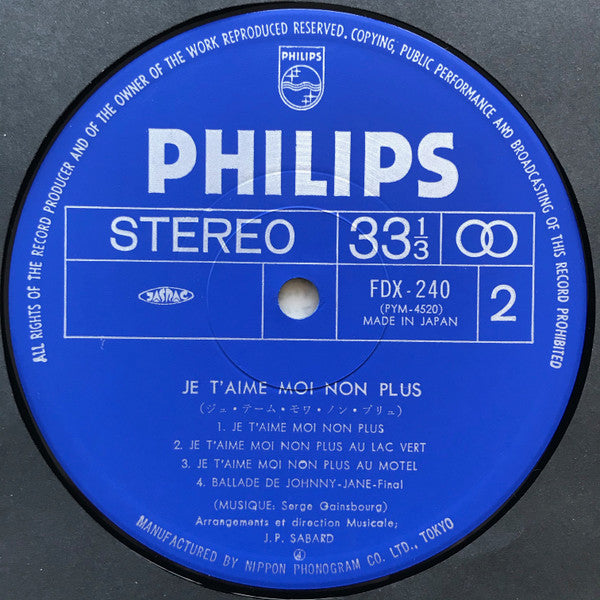 ALL RIGHTS OF THE RECORD PRODUCER AND OF THE OWNER OF THE WORK REPRODUCED RESERVED. COPYING, PUBLIC PERFORMANCE AND BROADCASTING OF THIS RECORD PROHIBITED
PHILIPS
PHILIPS
STEREO 33 1/3
JASRAC
FDX-240
(PYM-4520)
MADE IN JAPAN
2
JE T'AIME MOI NON PLUS
(ジュ・テーム・モワ・ノン・プリュ)
1. JE T'AIME MOI NON PLUS
2. JE T'AIME MOI NON PLUS AU LAC VERT
3. JE T'AIME MOI NON PLUS AU MOTEL
4. BALLADE DE JOHNNY-JANE-Final
(MUSIQUE: Serge Gainsbourg)
Arrangements et direction Musicale;
J.P. SABARD
MANUFACTURED BY NIPPON PHONOGRAM CO. LTD., TOKYO